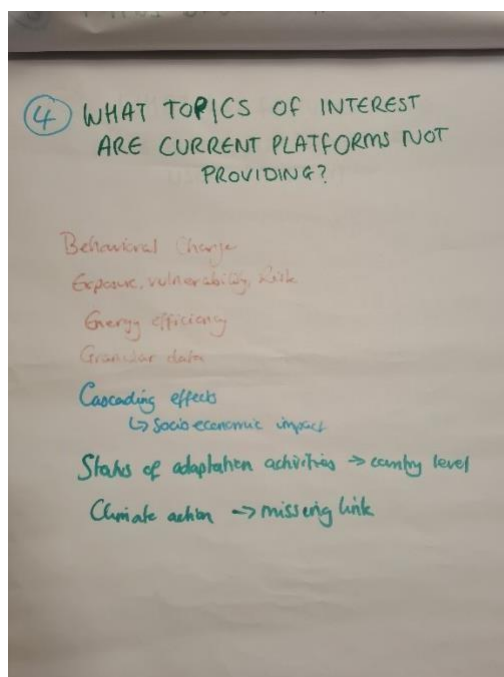 4 WHAT TOPICS OF INTEREST
ARE CURRENT PLATFORMS NOT
PROVIDING?
Behavioral Change
Exposure, vulnerability, Risk
Energy efficiency
Granular data
Cascading effects
↳ Socio economic impact
Status of adaptation activities → country level
Climate action → missing link